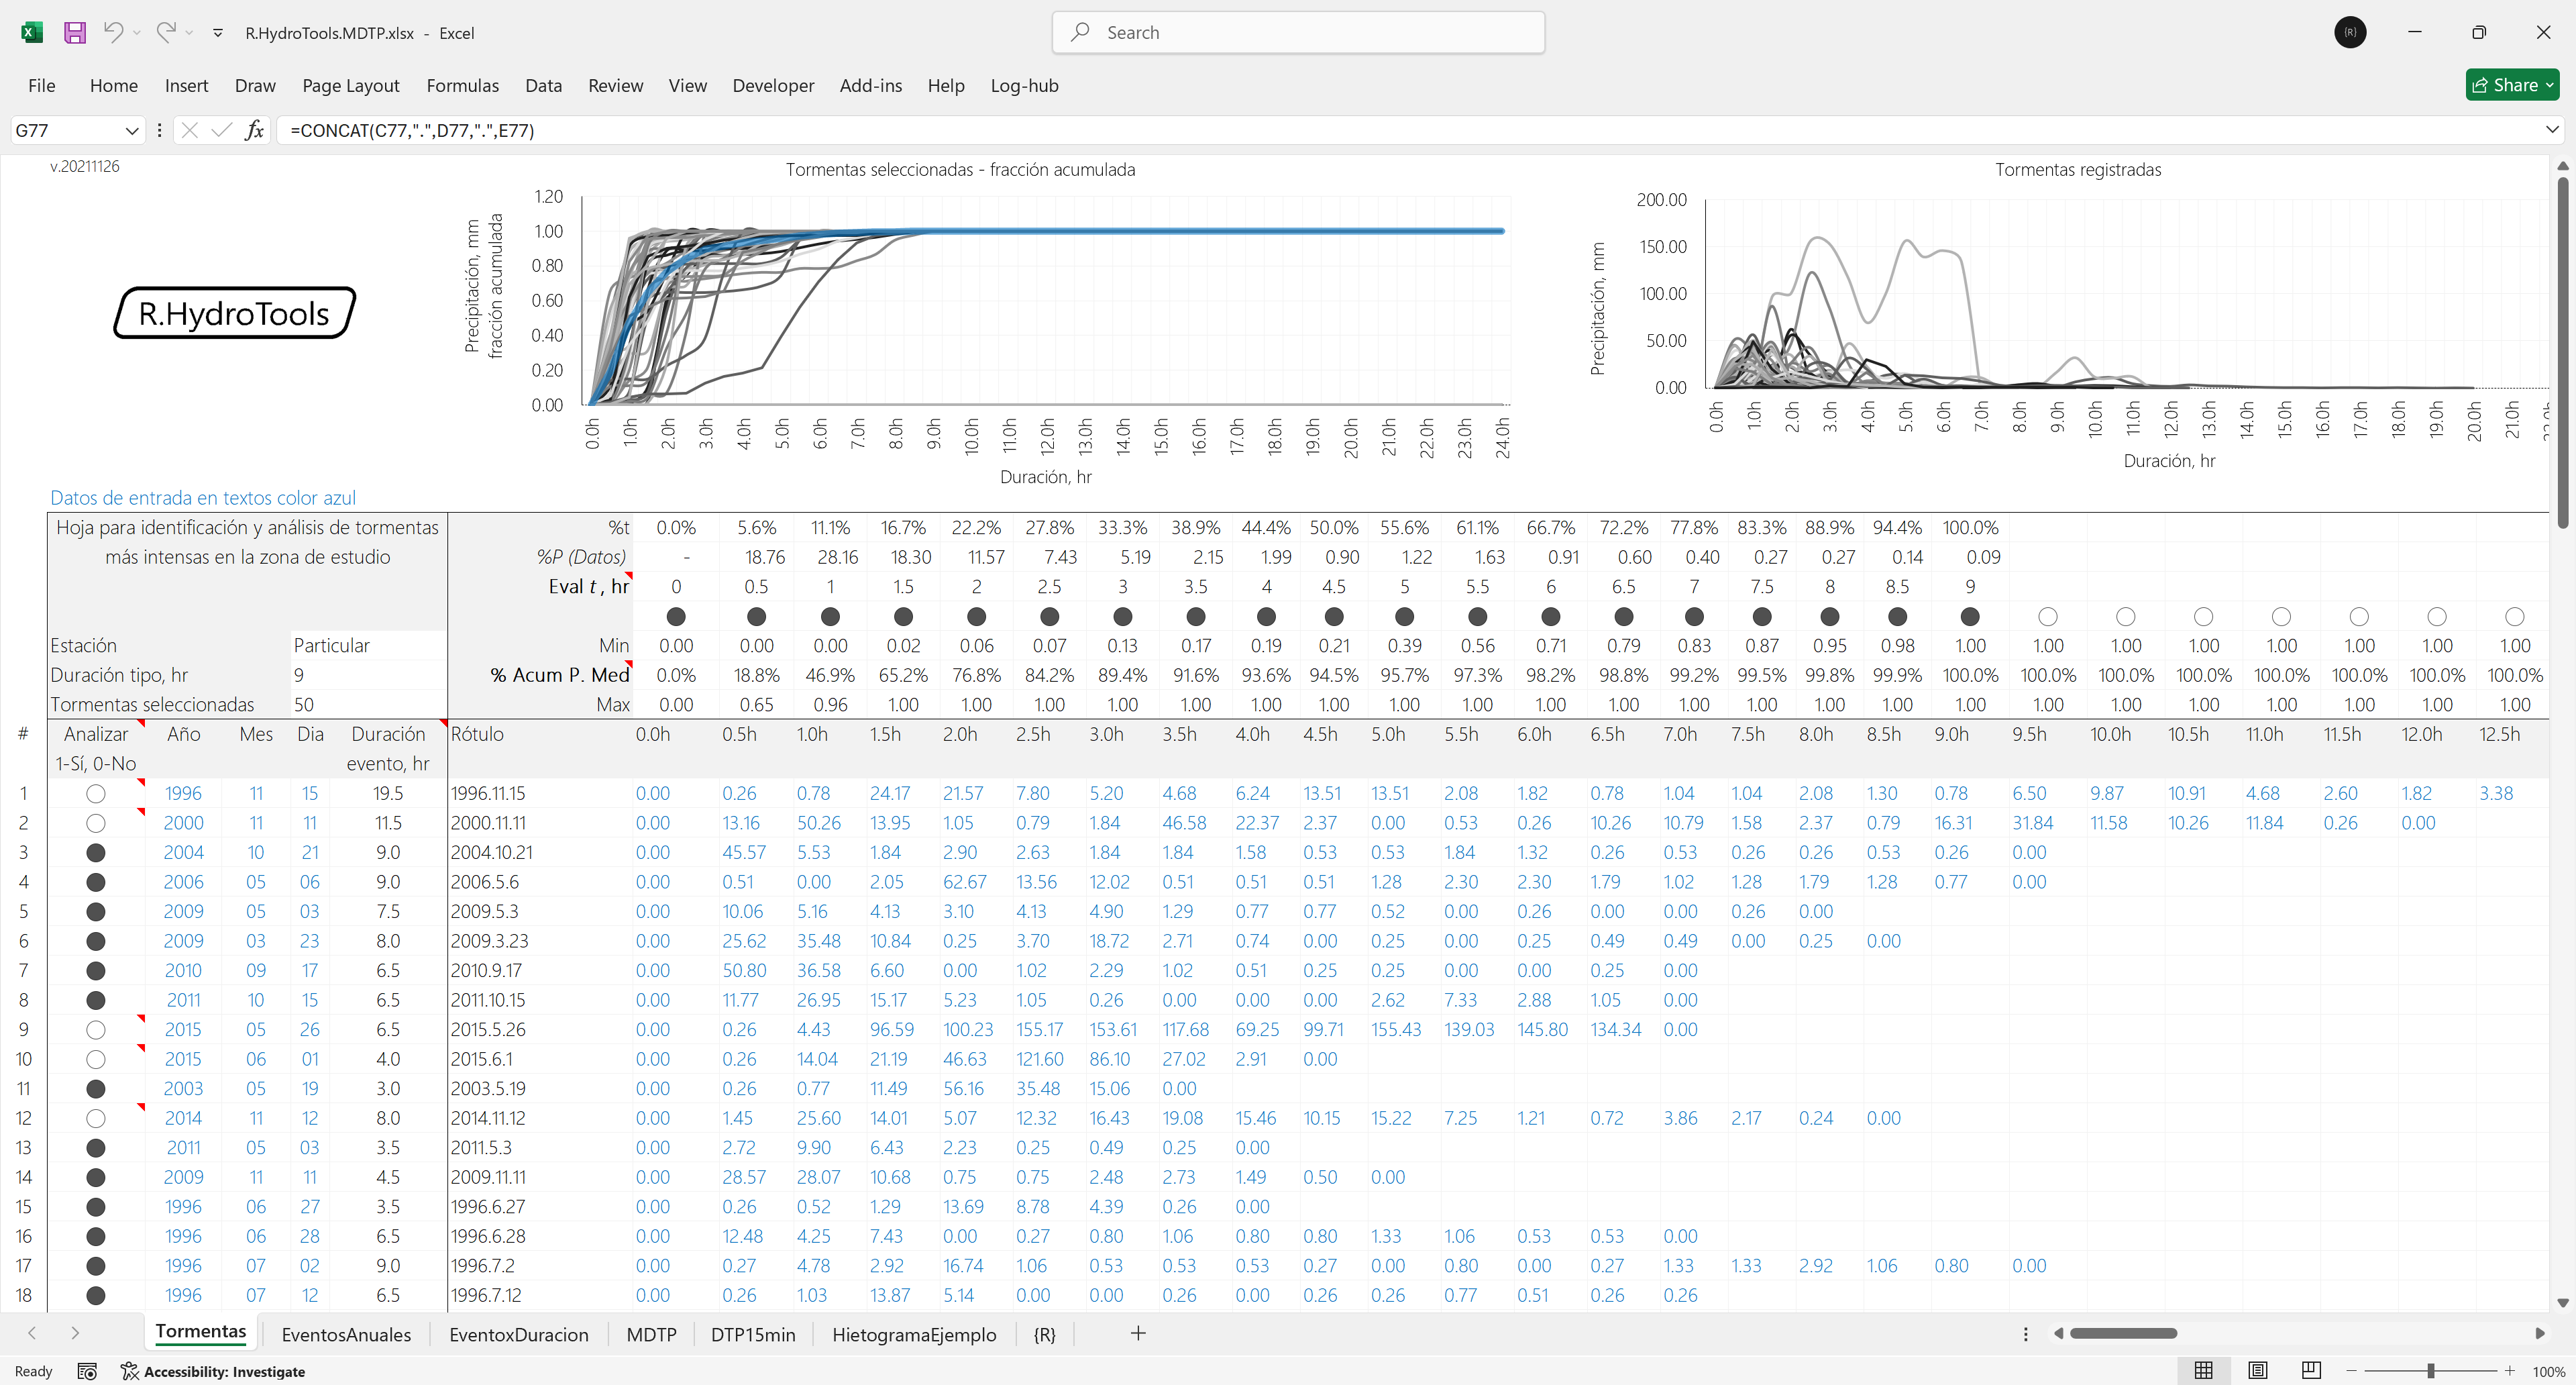 R.HydroTools.MDTP.xlsx - Excel
Search
{R}
File Home Insert Draw Page Layout Formulas Data Review View Developer Add-ins Help Log-hub
Share
G77
fx =CONCAT(C77,".",D77,".",E77)
v.20211126
R.HydroTools
Tormentas seleccionadas - fracción acumulada
Precipitación, mm
fracción acumulada
1.20
1.00
0.80
0.60
0.40
0.20
0.00
0.0h 1.0h 2.0h 3.0h 4.0h 5.0h 6.0h 7.0h 8.0h 9.0h 10.0h 11.0h 12.0h 13.0h 14.0h 15.0h 16.0h 17.0h 18.0h 19.0h 20.0h 21.0h 22.0h 23.0h 24.0h
Duración, hr
Tormentas registradas
Precipitación, mm
200.00
150.00
100.00
50.00
0.00
0.0h 1.0h 2.0h 3.0h 4.0h 5.0h 6.0h 7.0h 8.0h 9.0h 10.0h 11.0h 12.0h 13.0h 14.0h 15.0h 16.0h 17.0h 18.0h 19.0h 20.0h 21.0h
Duración, hr
Datos de entrada en textos color azul
Hoja para identificación y análisis de tormentas %t 0.0% 5.6% 11.1% 16.7% 22.2% 27.8% 33.3% 38.9% 44.4% 50.0% 55.6% 61.1% 66.7% 72.2% 77.8% 83.3% 88.9% 94.4% 100.0%
más intensas en la zona de estudio %P (Datos) - 18.76 28.16 18.30 11.57 7.43 5.19 2.15 1.99 0.90 1.22 1.63 0.91 0.60 0.40 0.27 0.27 0.14 0.09
Eval t , hr 0 0.5 1 1.5 2 2.5 3 3.5 4 4.5 5 5.5 6 6.5 7 7.5 8 8.5 9
Estación Particular Min 0.00 0.00 0.00 0.02 0.06 0.07 0.13 0.17 0.19 0.21 0.39 0.56 0.71 0.79 0.83 0.87 0.95 0.98 1.00 1.00 1.00 1.00 1.00 1.00 1.00 1.00
Duración tipo, hr 9 % Acum P. Med 0.0% 18.8% 46.9% 65.2% 76.8% 84.2% 89.4% 91.6% 93.6% 94.5% 95.7% 97.3% 98.2% 98.8% 99.2% 99.5% 99.8% 99.9% 100.0% 100.0% 100.0% 100.0% 100.0% 100.0% 100.0% 100.0%
Tormentas seleccionadas 50 Max 0.00 0.65 0.96 1.00 1.00 1.00 1.00 1.00 1.00 1.00 1.00 1.00 1.00 1.00 1.00 1.00 1.00 1.00 1.00 1.00 1.00 1.00 1.00 1.00 1.00 1.00
# Analizar Año Mes Dia Duración Rótulo 0.0h 0.5h 1.0h 1.5h 2.0h 2.5h 3.0h 3.5h 4.0h 4.5h 5.0h 5.5h 6.0h 6.5h 7.0h 7.5h 8.0h 8.5h 9.0h 9.5h 10.0h 10.5h 11.0h 11.5h 12.0h 12.5h
1-Sí, 0-No evento, hr
1 1996 11 15 19.5 1996.11.15 0.00 0.26 0.78 24.17 21.57 7.80 5.20 4.68 6.24 13.51 13.51 2.08 1.82 0.78 1.04 1.04 2.08 1.30 0.78 6.50 9.87 10.91 4.68 2.60 1.82 3.38
2 2000 11 11 11.5 2000.11.11 0.00 13.16 50.26 13.95 1.05 0.79 1.84 46.58 22.37 2.37 0.00 0.53 0.26 10.26 10.79 1.58 2.37 0.79 16.31 31.84 11.58 10.26 11.84 0.26 0.00
3 2004 10 21 9.0 2004.10.21 0.00 45.57 5.53 1.84 2.90 2.63 1.84 1.84 1.58 0.53 0.53 1.84 1.32 0.26 0.53 0.26 0.26 0.53 0.26 0.00
4 2006 05 06 9.0 2006.5.6 0.00 0.51 0.00 2.05 62.67 13.56 12.02 0.51 0.51 0.51 1.28 2.30 2.30 1.79 1.02 1.28 1.79 1.28 0.77 0.00
5 2009 05 03 7.5 2009.5.3 0.00 10.06 5.16 4.13 3.10 4.13 4.90 1.29 0.77 0.77 0.52 0.00 0.26 0.00 0.00 0.26 0.00
6 2009 03 23 8.0 2009.3.23 0.00 25.62 35.48 10.84 0.25 3.70 18.72 2.71 0.74 0.00 0.25 0.00 0.25 0.49 0.49 0.00 0.25 0.00
7 2010 09 17 6.5 2010.9.17 0.00 50.80 36.58 6.60 0.00 1.02 2.29 1.02 0.51 0.25 0.25 0.00 0.00 0.25 0.00
8 2011 10 15 6.5 2011.10.15 0.00 11.77 26.95 15.17 5.23 1.05 0.26 0.00 0.00 0.00 2.62 7.33 2.88 1.05 0.00
9 2015 05 26 6.5 2015.5.26 0.00 0.26 4.43 96.59 100.23 155.17 153.61 117.68 69.25 99.71 155.43 139.03 145.80 134.34 0.00
10 2015 06 01 4.0 2015.6.1 0.00 0.26 14.04 21.19 46.63 121.60 86.10 27.02 2.91 0.00
11 2003 05 19 3.0 2003.5.19 0.00 0.26 0.77 11.49 56.16 35.48 15.06 0.00
12 2014 11 12 8.0 2014.11.12 0.00 1.45 25.60 14.01 5.07 12.32 16.43 19.08 15.46 10.15 15.22 7.25 1.21 0.72 3.86 2.17 0.24 0.00
13 2011 05 03 3.5 2011.5.3 0.00 2.72 9.90 6.43 2.23 0.25 0.49 0.25 0.00
14 2009 11 11 4.5 2009.11.11 0.00 28.57 28.07 10.68 0.75 0.75 2.48 2.73 1.49 0.50 0.00
15 1996 06 27 3.5 1996.6.27 0.00 0.26 0.52 1.29 13.69 8.78 4.39 0.26 0.00
16 1996 06 28 6.5 1996.6.28 0.00 12.48 4.25 7.43 0.00 0.27 0.80 1.06 0.80 0.80 1.33 1.06 0.53 0.53 0.00
17 1996 07 02 9.0 1996.7.2 0.00 0.27 4.78 2.92 16.74 1.06 0.53 0.53 0.53 0.27 0.00 0.80 0.00 0.27 1.33 1.33 2.92 1.06 0.80 0.00
18 1996 07 12 6.5 1996.7.12 0.00 0.26 1.03 13.87 5.14 0.00 0.00 0.26 0.00 0.26 0.26 0.77 0.51 0.26 0.26
Tormentas EventosAnuales EventoxDuracion MDTP DTP15min HietogramaEjemplo {R}
Ready Accessibility: Investigate 100%